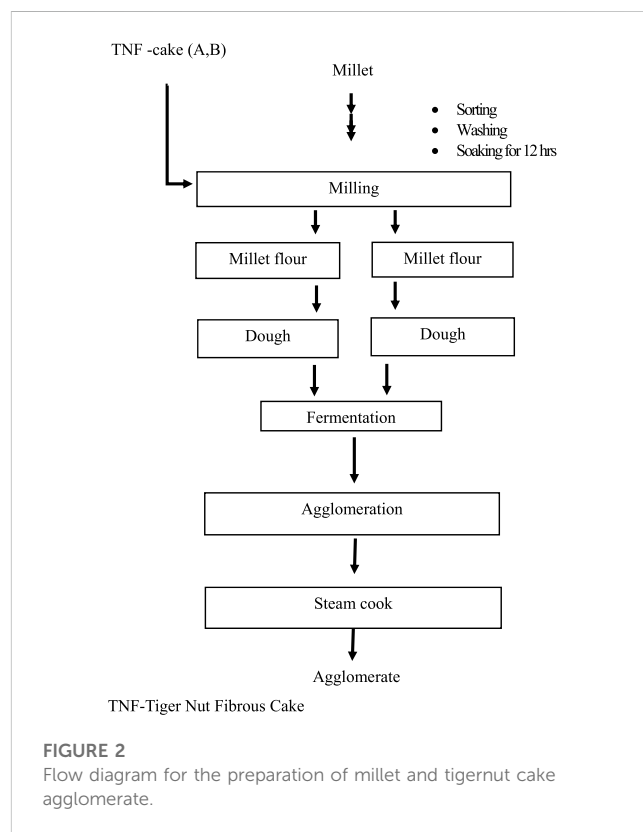 TNF -cake (A,B)
Millet
• Sorting
• Washing
• Soaking for 12 hrs
Milling
Millet flour
Millet flour
Dough
Dough
Fermentation
Agglomeration
Steam cook
Agglomerate
TNF-Tiger Nut Fibrous Cake
FIGURE 2
Flow diagram for the preparation of millet and tigernut cake
agglomerate.